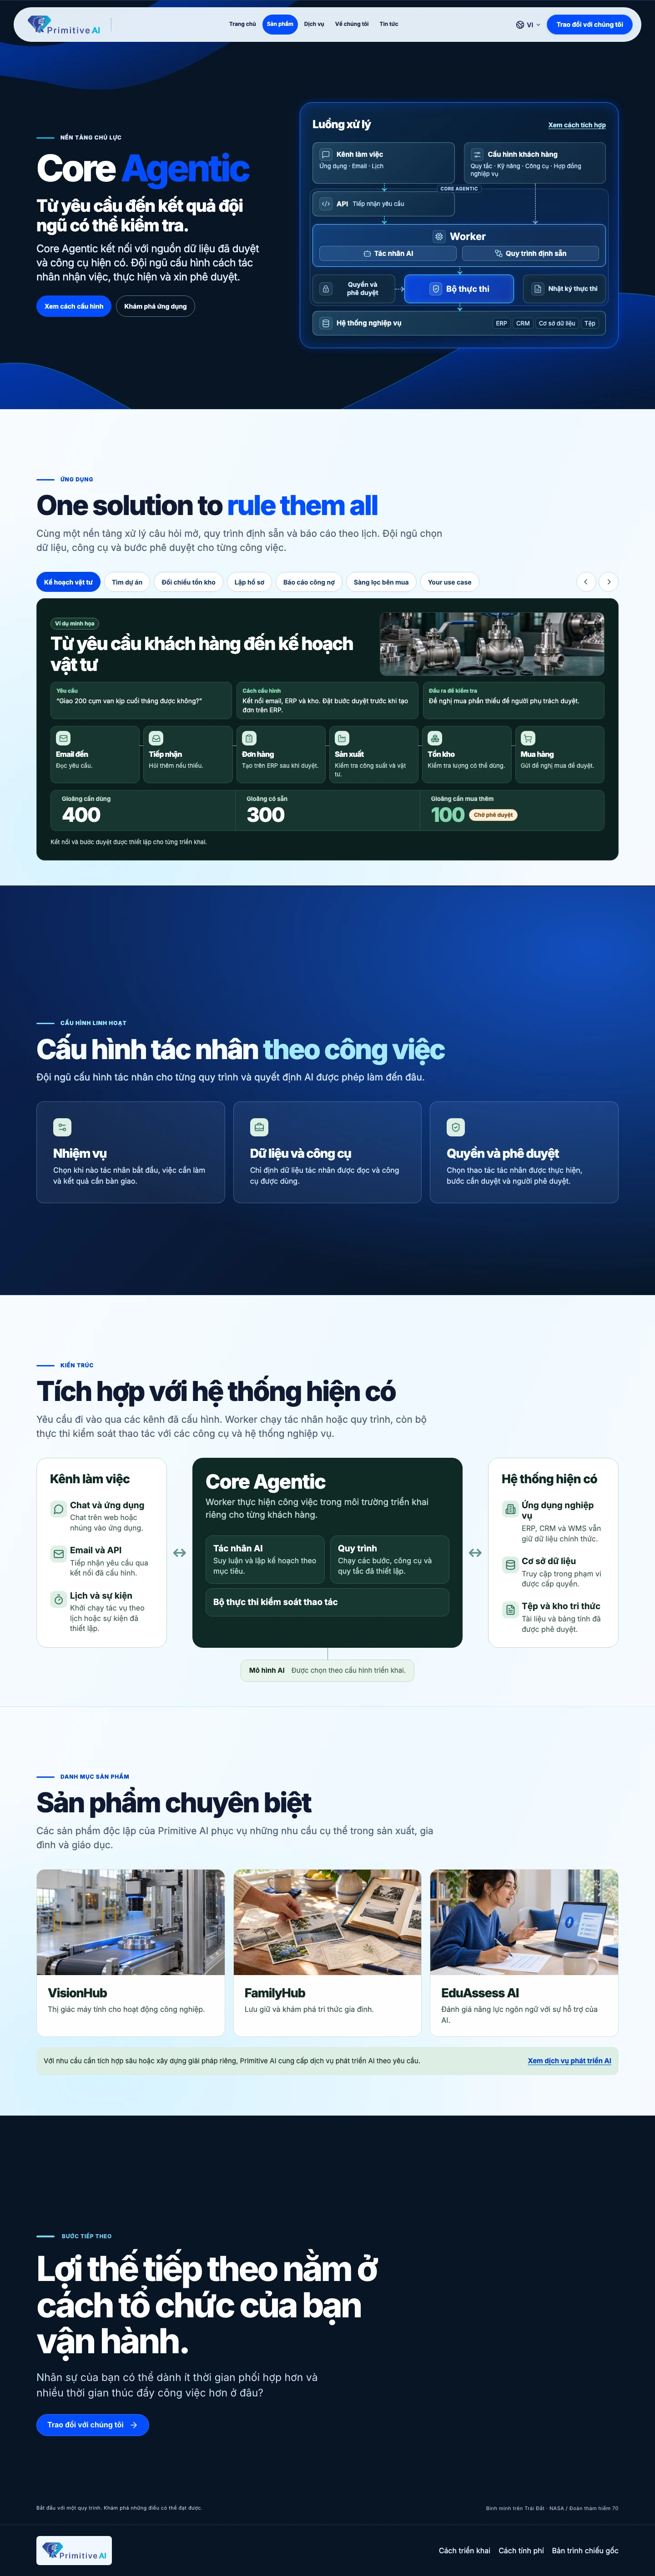 Primitive AI
Trang chủ
Sản phẩm
Dịch vụ
Về chúng tôi
Tin tức
VI
Trao đổi với chúng tôi
NỀN TẢNG CHỦ LỰC
Core Agentic
Từ yêu cầu đến kết quả đội
ngũ có thể kiểm tra.
Core Agentic kết nối với nguồn dữ liệu đã duyệt
và công cụ hiện có. Đội ngũ cấu hình cách tác
nhân nhận việc, thực hiện và xin phê duyệt.
Xem cách cấu hình
Khám phá ứng dụng
Luồng xử lý
Xem cách tích hợp
Kênh làm việc
Ứng dụng · Email · Lịch
Cấu hình khách hàng
Quy tắc · Kỹ năng · Công cụ · Hợp đồng
nghiệp vụ
CORE AGENTIC
API Tiếp nhận yêu cầu
Worker
Tác nhân AI
Quy trình định sẵn
Quyền và
phê duyệt
Bộ thực thi
Nhật ký thực thi
Hệ thống nghiệp vụ
ERP
CRM
Cơ sở dữ liệu
Tệp
ỨNG DỤNG
One solution to rule them all
Cùng một nền tảng xử lý câu hỏi mở, quy trình định sẵn và báo cáo theo lịch. Đội ngũ chọn
dữ liệu, công cụ và bước phê duyệt cho từng công việc.
Kế hoạch vật tư
Tìm dự án
Đối chiếu tồn kho
Lập hồ sơ
Báo cáo công nợ
Sàng lọc bên mua
Your use case
Ví dụ minh họa
Từ yêu cầu khách hàng đến kế hoạch
vật tư
Yêu cầu
"Giao 200 cụm van kịp cuối tháng được không?"
Cách cấu hình
Kết nối email, ERP và kho. Đặt bước duyệt trước khi tạo
đơn trên ERP.
Đầu ra để kiểm tra
Đề nghị mua phần thiếu để người phụ trách duyệt.
Email đến
Đọc yêu cầu.
Tiếp nhận
Hỏi thêm nếu thiếu.
Đơn hàng
Tạo trên ERP sau khi duyệt.
Sản xuất
Kiểm tra công suất và vật
tư.
Tồn kho
Kiểm tra lượng có thể dùng.
Mua hàng
Gửi đề nghị mua để duyệt.
Gioăng cần dùng
400
Gioăng có sẵn
300
Gioăng cần mua thêm
100 Chờ phê duyệt
Kết nối và bước duyệt được thiết lập cho từng triển khai.
CẤU HÌNH LINH HOẠT
Cấu hình tác nhân theo công việc
Đội ngũ cấu hình tác nhân cho từng quy trình và quyết định AI được phép làm đến đâu.
Nhiệm vụ
Chọn khi nào tác nhân bắt đầu, việc cần làm
và kết quả cần bàn giao.
Dữ liệu và công cụ
Chỉ định dữ liệu tác nhân được đọc và công
cụ được dùng.
Quyền và phê duyệt
Chọn thao tác tác nhân được thực hiện,
bước cần duyệt và người phê duyệt.
KIẾN TRÚC
Tích hợp với hệ thống hiện có
Yêu cầu đi vào qua các kênh đã cấu hình. Worker chạy tác nhân hoặc quy trình, còn bộ
thực thi kiểm soát thao tác với các công cụ và hệ thống nghiệp vụ.
Kênh làm việc
Chat và ứng dụng
Chat trên web hoặc
nhúng vào ứng dụng.
Email và API
Tiếp nhận yêu cầu qua
kết nối đã cấu hình.
Lịch và sự kiện
Khởi chạy tác vụ theo
lịch hoặc sự kiện đã
thiết lập.
Core Agentic
Worker thực hiện công việc trong môi trường triển khai
riêng cho từng khách hàng.
Tác nhân AI
Suy luận và lập kế hoạch theo
mục tiêu.
Quy trình
Chạy các bước, công cụ và
quy tắc đã thiết lập.
Bộ thực thi kiểm soát thao tác
Hệ thống hiện có
Ứng dụng nghiệp
vụ
ERP, CRM và WMS vẫn
giữ dữ liệu chính thức.
Cơ sở dữ liệu
Truy cập trong phạm vi
được cấp quyền.
Tệp và kho tri thức
Tài liệu và bảng tính đã
được phê duyệt.
Mô hình AI Được chọn theo cấu hình triển khai.
DANH MỤC SẢN PHẨM
Sản phẩm chuyên biệt
Các sản phẩm độc lập của Primitive AI phục vụ những nhu cầu cụ thể trong sản xuất, gia
đình và giáo dục.
VisionHub
Thị giác máy tính cho hoạt động công nghiệp.
FamilyHub
Lưu giữ và khám phá tri thức gia đình.
EduAssess AI
Đánh giá năng lực ngôn ngữ với sự hỗ trợ của
AI.
Với nhu cầu cần tích hợp sâu hoặc xây dựng giải pháp riêng, Primitive AI cung cấp dịch vụ phát triển AI theo yêu cầu.
Xem dịch vụ phát triển AI
BƯỚC TIẾP THEO
Lợi thế tiếp theo nằm ở
cách tổ chức của bạn
vận hành.
Nhân sự của bạn có thể dành ít thời gian phối hợp hơn và
nhiều thời gian thúc đẩy công việc hơn ở đâu?
Trao đổi với chúng tôi
Bắt đầu với một quy trình. Khám phá những điều có thể đạt được.
Bình minh trên Trái Đất · NASA / Đoàn thám hiểm 70
Primitive AI
Cách triển khai
Cách tính phí
Bản trình chiếu gốc